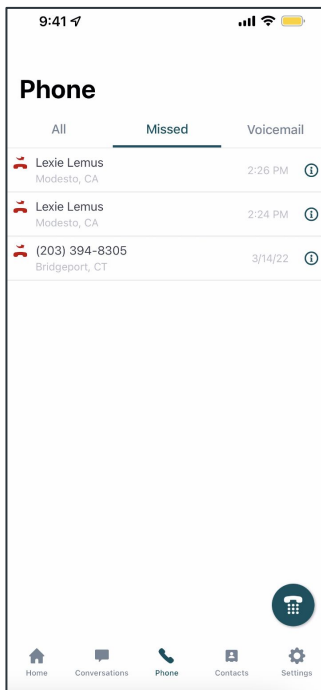 9:41
Phone
All Missed Voicemail
Lexie Lemus
Modesto, CA
2:26 PM
Lexie Lemus
Modesto, CA
2:24 PM
(203) 394-8305
Bridgeport, CT
3/14/22
Home Conversations Phone Contacts Settings